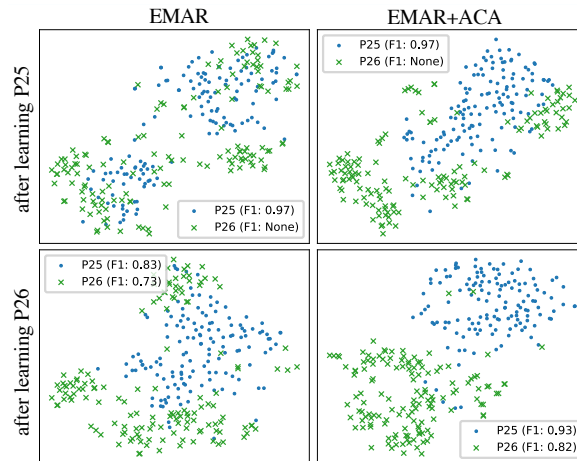 EMAR
EMAR+ACA
after learning P25
P25 (F1: 0.97)
P26 (F1: None)
P25 (F1: 0.97)
P26 (F1: None)
after learning P26
P25 (F1: 0.83)
P26 (F1: 0.73)
P25 (F1: 0.93)
P26 (F1: 0.82)